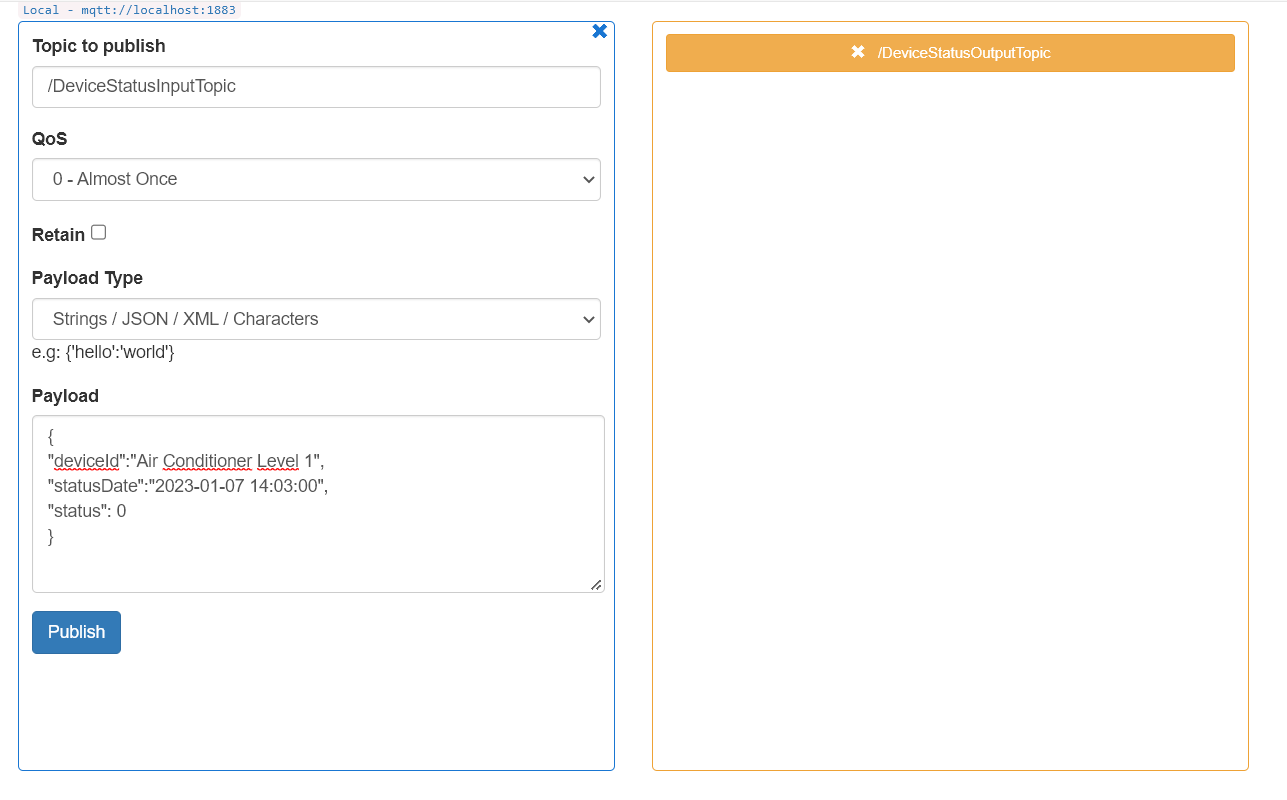 Local - mqtt://localhost:1883
Topic to publish
/DeviceStatusInputTopic
QoS
0 - Almost Once
Retain
Payload Type
Strings / JSON / XML / Characters
e.g: {'hello':'world'}
Payload
{
"deviceId":"Air Conditioner Level 1",
"statusDate":"2023-01-07 14:03:00",
"status": 0
}
Publish
✖ /DeviceStatusOutputTopic